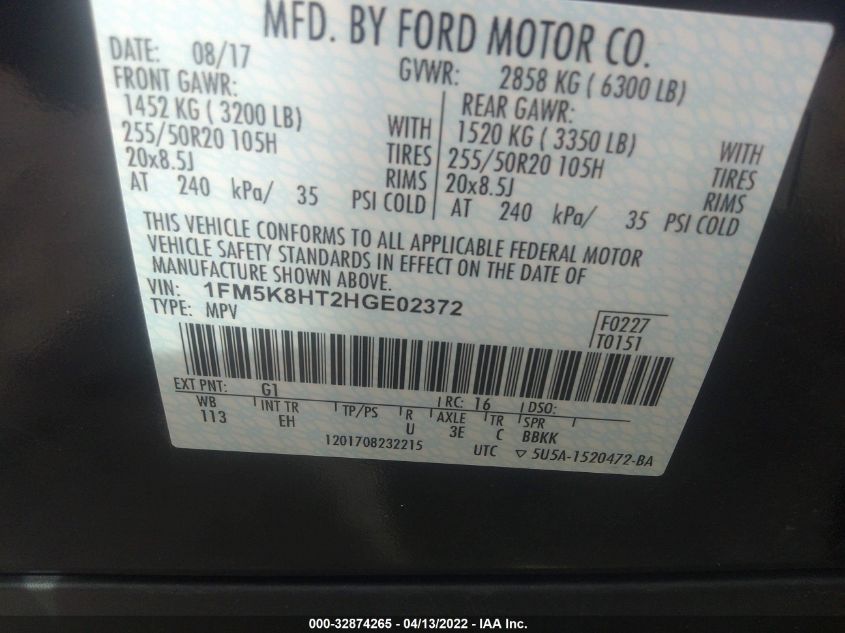 MFD. BY FORD MOTOR CO.
DATE: 08/17 GVWR: 2858 KG ( 6300 LB)
FRONT GAWR: REAR GAWR:
1452 KG ( 3200 LB) WITH 1520 KG ( 3350 LB) WITH
255/50R20 105H TIRES 255/50R20 105H TIRES
20x8.5J RIMS 20x8.5J RIMS
AT 240 kPa/ 35 PSI COLD AT 240 kPa/ 35 PSI COLD
THIS VEHICLE CONFORMS TO ALL APPLICABLE FEDERAL MOTOR
VEHICLE SAFETY STANDARDS IN EFFECT ON THE DATE OF
MANUFACTURE SHOWN ABOVE.
VIN: 1FM5K8HT2HGE02372
TYPE: MPV
F0227
T0151
EXT PNT: G1 RC: 16 DSO:
WB INT TR TP/PS R AXLE TR SPR
113 EH U 3E C BBKK
1201708232215 UTC ▽ 5U5A-1520472-BA
000-32874265 - 04/13/2022 - IAA Inc.